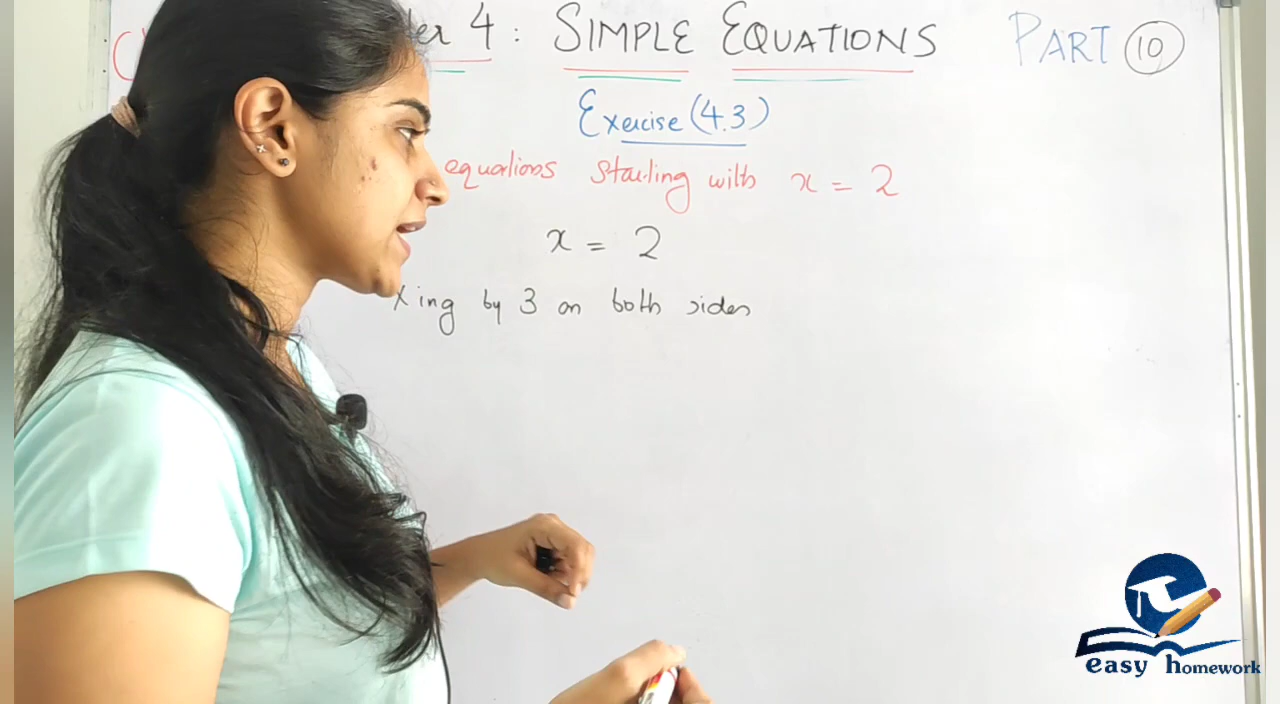 4 : SIMPLE EQUATIONS PART 10
Exercise (4.3)
equations starting with x = 2
x = 2
Xing by 3 on both sides
easy homework